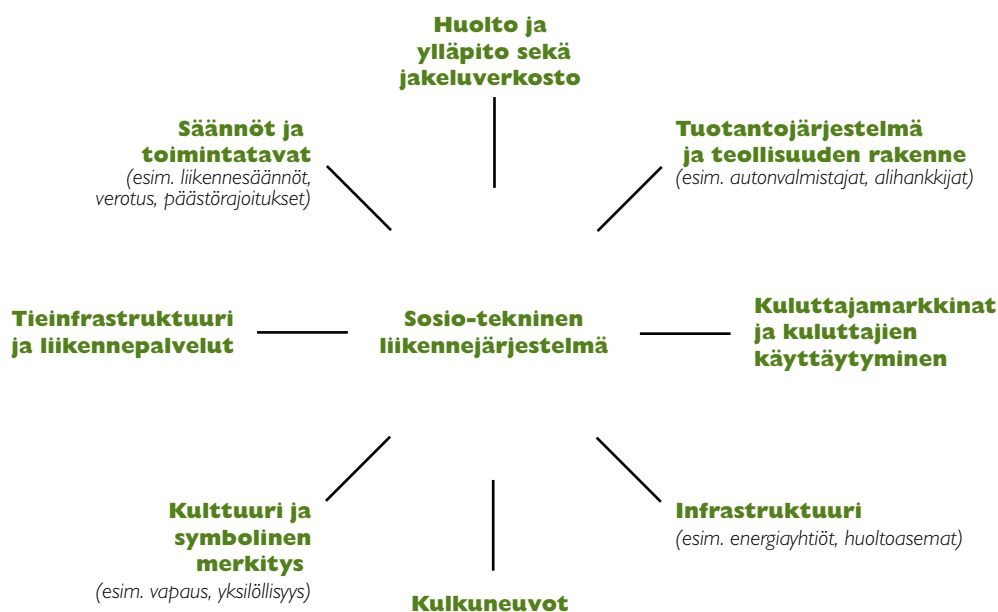 Huolto ja
ylläpito sekä
jakeluverkosto
Säännöt ja
toimintatavat
(esim. liikennesäännöt,
verotus, päästörajoitukset)
Tuotantojärjestelmä
ja teollisuuden rakenne
(esim. autonvalmistajat, alihankkijat)
Tieinfrastruktuuri
ja liikennepalvelut
Sosio-tekninen
liikennejärjestelmä
Kuluttajamarkkinat
ja kuluttajien
käyttäytyminen
Kulttuuri ja
symbolinen
merkitys
(esim. vapaus, yksilöllisyys)
Infrastruktuuri
(esim. energiayhtiöt, huoltoasemat)
Kulkuneuvot